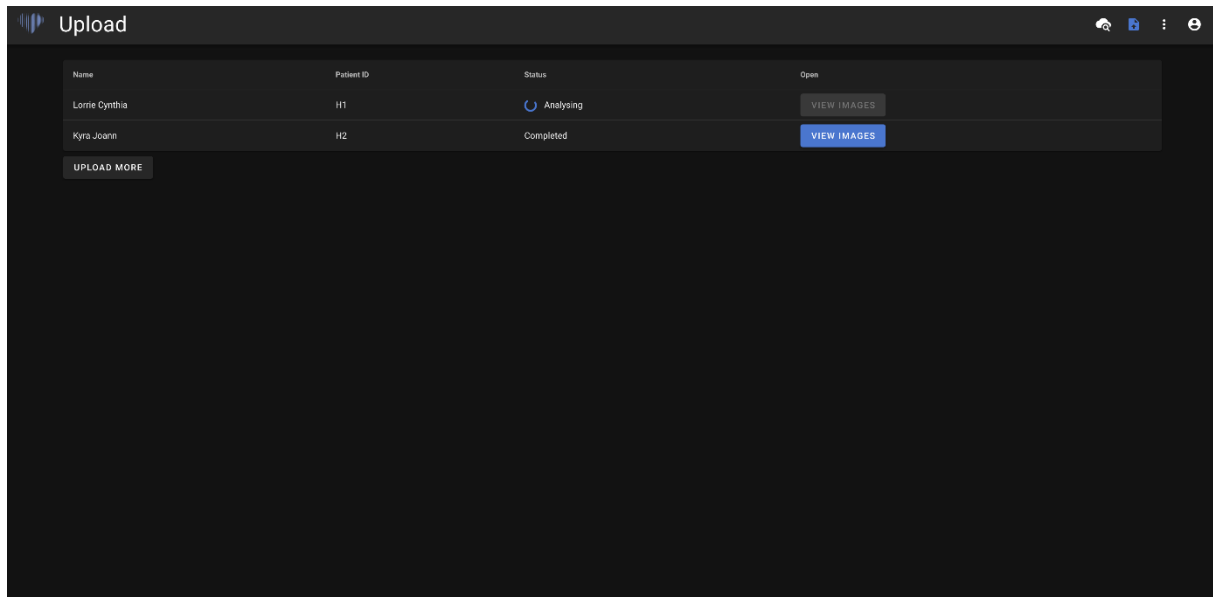 Upload
Name Patient ID Status Open
Lorrie Cynthia H1 Analysing VIEW IMAGES
Kyra Joann H2 Completed VIEW IMAGES
UPLOAD MORE